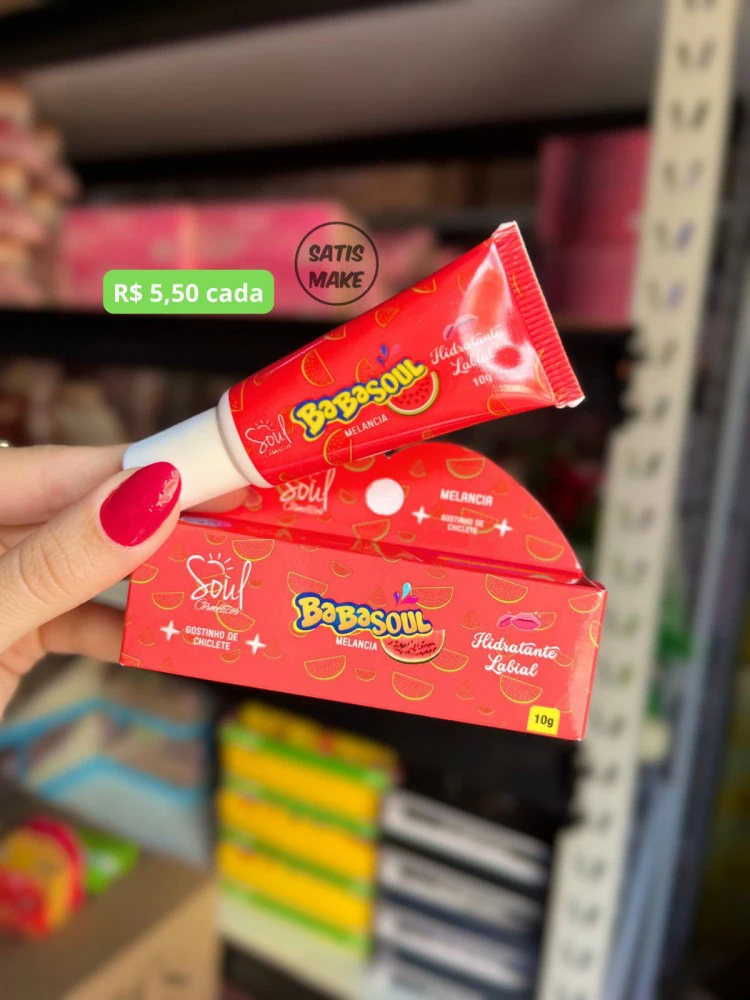 SATIS
MAKE
R$ 5,50 cada
Hidratante
Labial
10g
BaBaSOUL
MELANCIA
Soul
Cosméticos
Soul
Cosméticos
MELANCIA
GOSTINHO DE
CHICLETE
Soul
Cosméticos
GOSTINHO DE
CHICLETE
BaBaSOUL
MELANCIA
Hidratante
Labial
10g